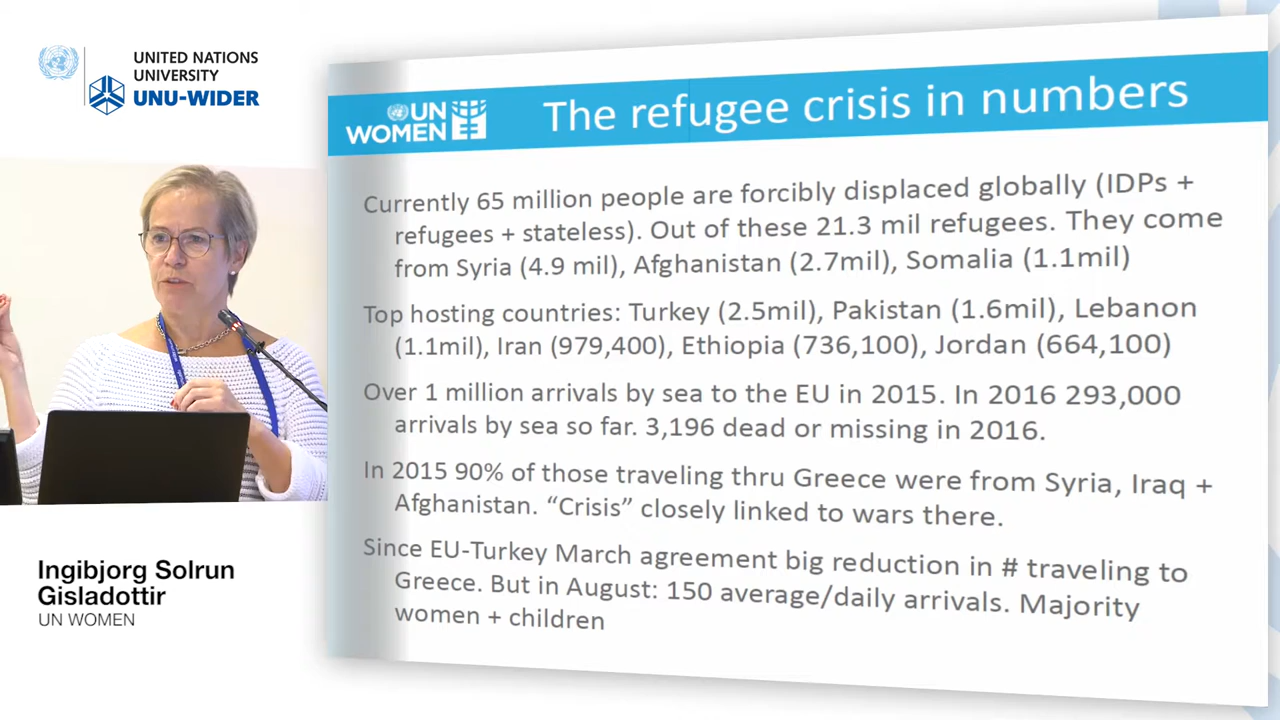 UNITED NATIONS
UNIVERSITY
UNU-WIDER
UN
WOMEN
The refugee crisis in numbers
Currently 65 million people are forcibly displaced globally (IDPs +
refugees + stateless). Out of these 21.3 mil refugees. They come
from Syria (4.9 mil), Afghanistan (2.7mil), Somalia (1.1mil)
Top hosting countries: Turkey (2.5mil), Pakistan (1.6mil), Lebanon
(1.1mil), Iran (979,400), Ethiopia (736,100), Jordan (664,100)
Over 1 million arrivals by sea to the EU in 2015. In 2016 293,000
arrivals by sea so far. 3,196 dead or missing in 2016.
In 2015 90% of those traveling thru Greece were from Syria, Iraq +
Afghanistan. “Crisis” closely linked to wars there.
Since EU-Turkey March agreement big reduction in # traveling to
Greece. But in August: 150 average/daily arrivals. Majority
women + children
Ingibjorg Solrun
Gisladottir
UN WOMEN